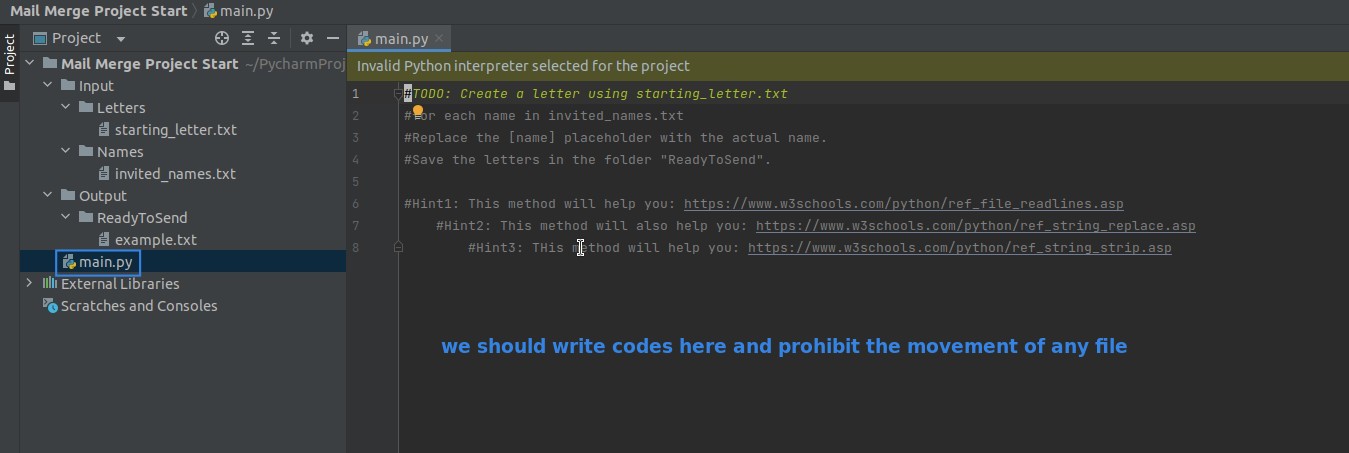 Mail Merge Project Start main.py
Project
Project
main.py
Invalid Python interpreter selected for the project
Mail Merge Project Start ~/PycharmProj
Input
Letters
starting_letter.txt
Names
invited_names.txt
Output
ReadyToSend
example.txt
main.py
External Libraries
Scratches and Consoles
1 #TODO: Create a letter using starting_letter.txt
2 #for each name in invited_names.txt
3 #Replace the [name] placeholder with the actual name.
4 #Save the letters in the folder "ReadyToSend".
5
6 #Hint1: This method will help you: https://www.w3schools.com/python/ref_file_readlines.asp
7 #Hint2: This method will also help you: https://www.w3schools.com/python/ref_string_replace.asp
8 #Hint3: THis method will help you: https://www.w3schools.com/python/ref_string_strip.asp
we should write codes here and prohibit the movement of any file